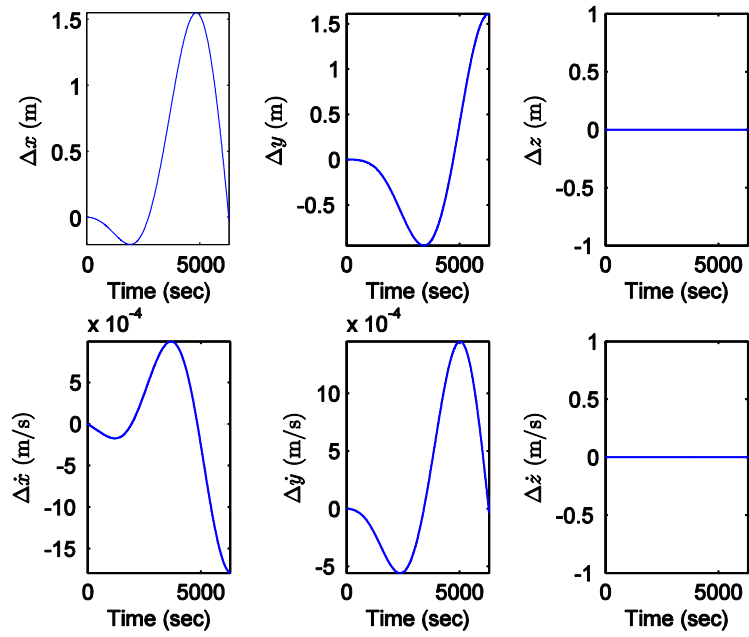 1.5
1
0.5
0
Δx (m)
0 5000
Time (sec)
1.5
1
0.5
0
-0.5
Δy (m)
0 5000
Time (sec)
1
0.5
0
-0.5
-1
Δz (m)
0 5000
Time (sec)
x 10⁻⁴
5
0
-5
-10
-15
Δẋ (m/s)
0 5000
Time (sec)
x 10⁻⁴
10
5
0
-5
Δẏ (m/s)
0 5000
Time (sec)
1
0.5
0
-0.5
-1
Δż (m/s)
0 5000
Time (sec)